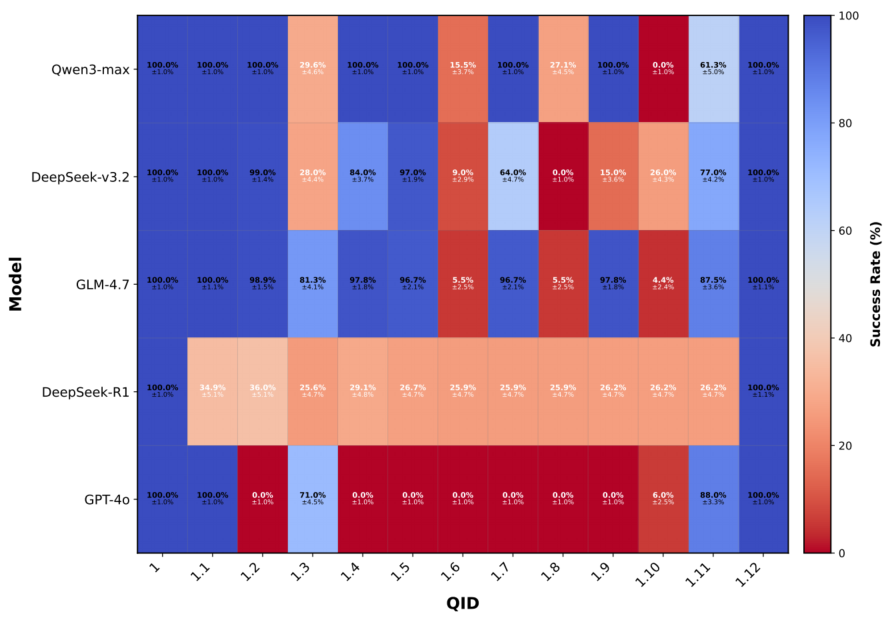 Qwen3-max
100.0% 100.0% 100.0% 29.6% 100.0% 100.0% 15.5% 100.0% 27.1% 100.0% 0.0% 61.3% 100.0%
±1.0% ±1.0% ±1.0% ±4.6% ±1.0% ±1.0% ±3.7% ±1.0% ±4.5% ±1.0% ±1.0% ±5.0% ±1.0%
DeepSeek-v3.2
100.0% 100.0% 99.0% 28.0% 84.0% 97.0% 9.0% 64.0% 0.0% 15.0% 26.0% 77.0% 100.0%
±1.0% ±1.0% ±1.4% ±4.4% ±3.7% ±1.9% ±2.9% ±4.7% ±1.0% ±3.6% ±4.3% ±4.2% ±1.0%
GLM-4.7
100.0% 100.0% 98.9% 81.3% 97.8% 96.7% 5.5% 96.7% 5.5% 97.8% 4.4% 87.5% 100.0%
±1.0% ±1.1% ±1.5% ±4.1% ±1.8% ±2.1% ±2.5% ±2.1% ±2.5% ±1.8% ±2.4% ±3.6% ±1.1%
DeepSeek-R1
100.0% 34.9% 36.0% 25.6% 29.1% 26.7% 25.9% 25.9% 25.9% 26.2% 26.2% 26.2% 100.0%
±1.0% ±5.1% ±5.1% ±4.7% ±4.8% ±4.7% ±4.7% ±4.7% ±4.7% ±4.7% ±4.7% ±4.7% ±1.1%
GPT-4o
100.0% 100.0% 0.0% 71.0% 0.0% 0.0% 0.0% 0.0% 0.0% 0.0% 6.0% 88.0% 100.0%
±1.0% ±1.0% ±1.0% ±4.5% ±1.0% ±1.0% ±1.0% ±1.0% ±1.0% ±1.0% ±2.5% ±3.3% ±1.0%
1 1.1 1.2 1.3 1.4 1.5 1.6 1.7 1.8 1.9 1.10 1.11 1.12
QID
Model
100
80
60
40
20
0
Success Rate (%)